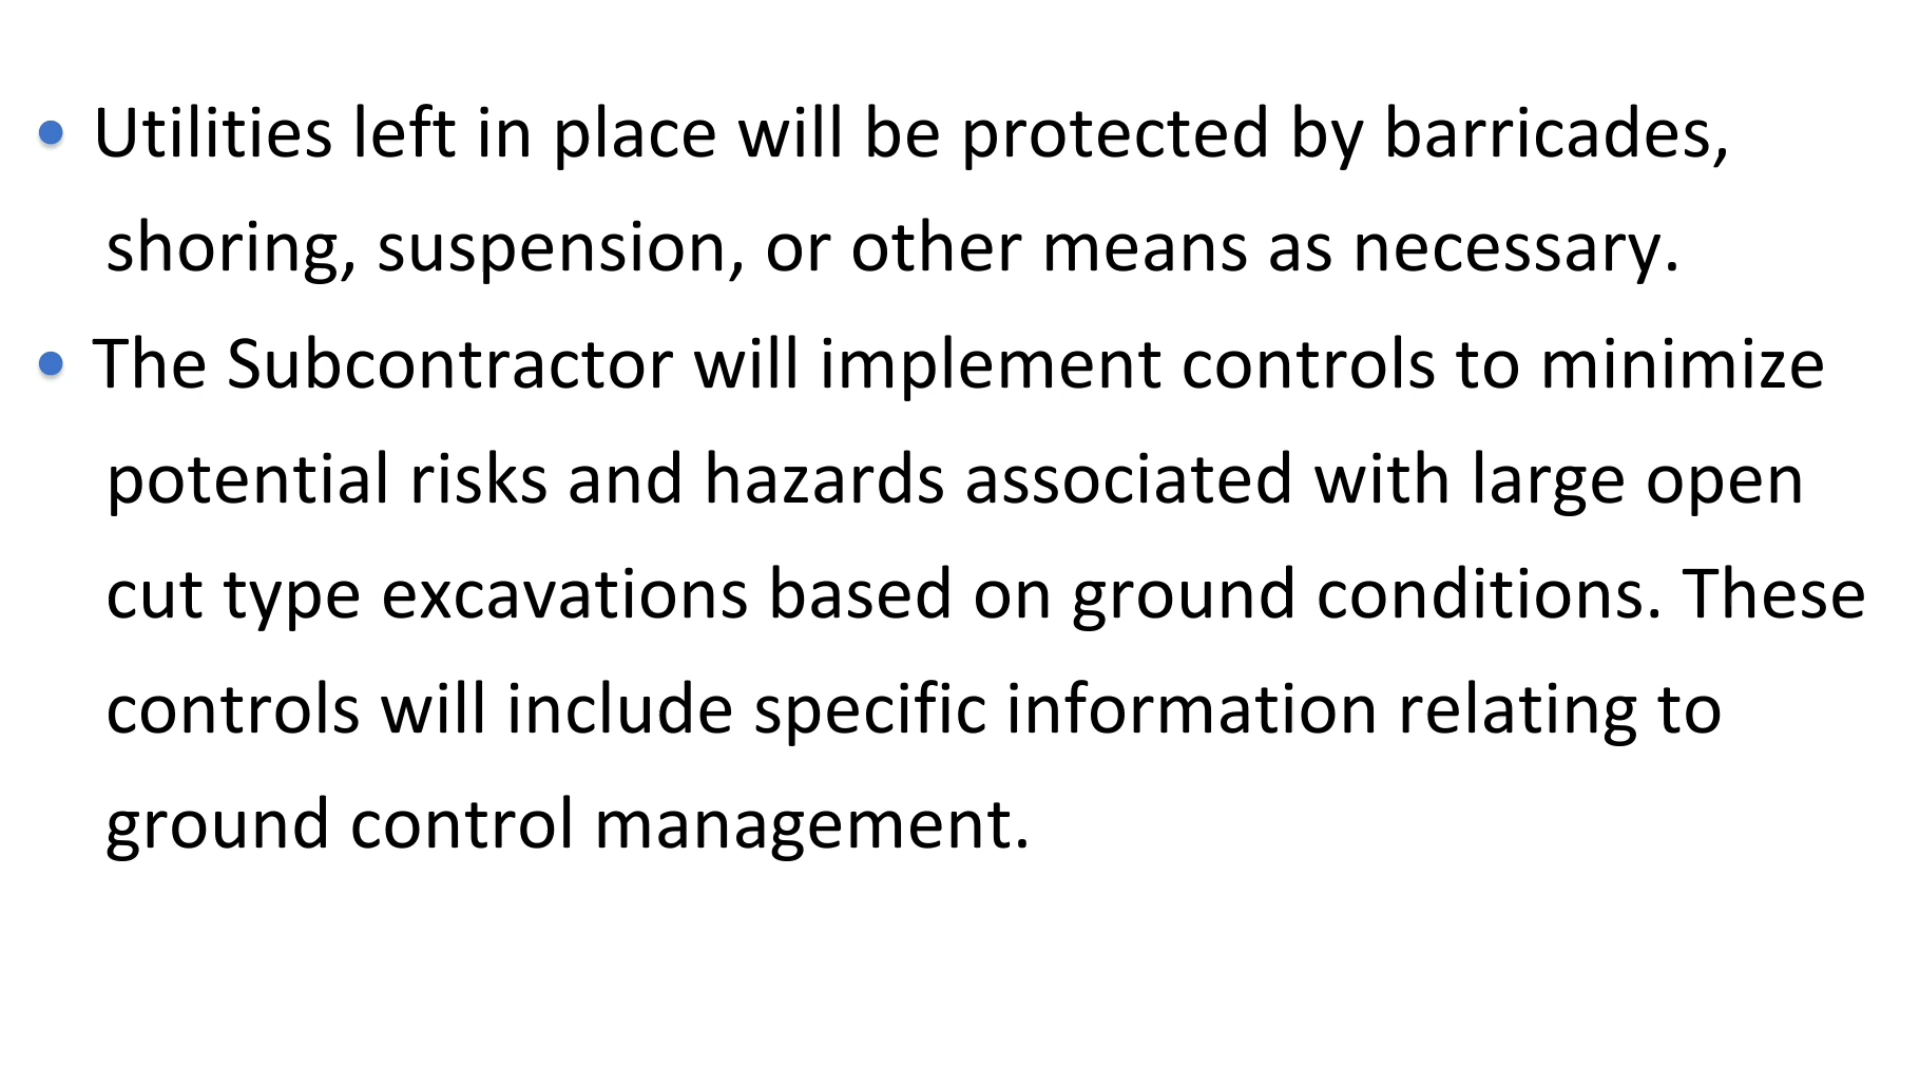 • Utilities left in place will be protected by barricades,
shoring, suspension, or other means as necessary.
• The Subcontractor will implement controls to minimize
potential risks and hazards associated with large open
cut type excavations based on ground conditions. These
controls will include specific information relating to
ground control management.